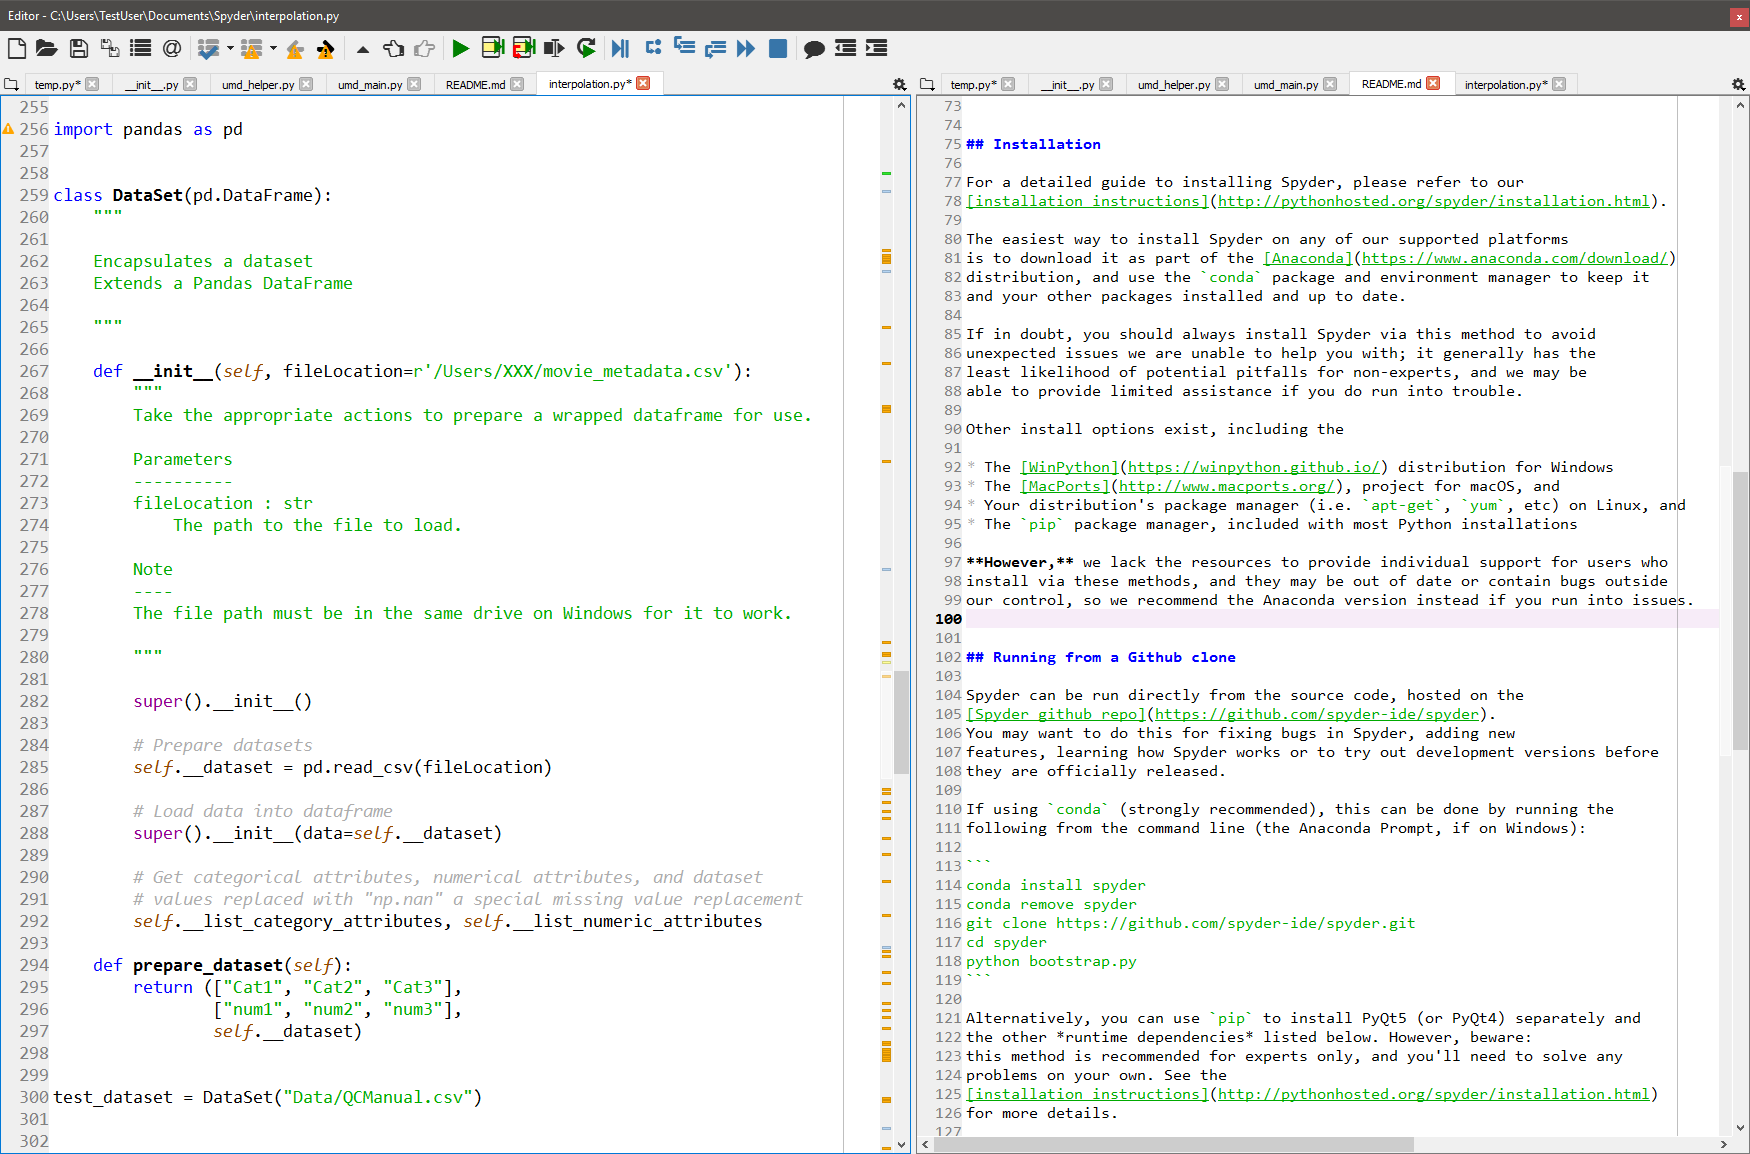 Editor - C:\Users\TestUser\Documents\Spyder\interpolation.py
temp.py*
__init__.py
umd_helper.py
umd_main.py
README.md
interpolation.py*
255
256 import pandas as pd
257
258
259 class DataSet(pd.DataFrame):
260     """
261
262     Encapsulates a dataset
263     Extends a Pandas DataFrame
264
265     """
266
267     def __init__(self, fileLocation=r'/Users/XXX/movie_metadata.csv'):
268         """
269         Take the appropriate actions to prepare a wrapped dataframe for use.
270
271         Parameters
272         ----------
273         fileLocation : str
274             The path to the file to load.
275
276         Note
277         ----
278         The file path must be in the same drive on Windows for it to work.
279
280         """
281
282         super().__init__()
283
284         # Prepare datasets
285         self.__dataset = pd.read_csv(fileLocation)
286
287         # Load data into dataframe
288         super().__init__(data=self.__dataset)
289
290         # Get categorical attributes, numerical attributes, and dataset
291         # values replaced with "np.nan" a special missing value replacement
292         self.__list_category_attributes, self.__list_numeric_attributes
293
294     def prepare_dataset(self):
295         return (["Cat1", "Cat2", "Cat3"],
296                 ["num1", "num2", "num3"],
297                 self.__dataset)
298
299
300 test_dataset = DataSet("Data/QCManual.csv")
301
302
temp.py*
__init__.py
umd_helper.py
umd_main.py
README.md
interpolation.py*
73
74
75 ## Installation
76
77 For a detailed guide to installing Spyder, please refer to our
78 [installation instructions](http://pythonhosted.org/spyder/installation.html).
79
80 The easiest way to install Spyder on any of our supported platforms
81 is to download it as part of the [Anaconda](https://www.anaconda.com/download/)
82 distribution, and use the `conda` package and environment manager to keep it
83 and your other packages installed and up to date.
84
85 If in doubt, you should always install Spyder via this method to avoid
86 unexpected issues we are unable to help you with; it generally has the
87 least likelihood of potential pitfalls for non-experts, and we may be
88 able to provide limited assistance if you do run into trouble.
89
90 Other install options exist, including the
91
92 * The [WinPython](https://winpython.github.io/) distribution for Windows
93 * The [MacPorts](http://www.macports.org/), project for macOS, and
94 * Your distribution's package manager (i.e. `apt-get`, `yum`, etc) on Linux, and
95 * The `pip` package manager, included with most Python installations
96
97 **However,** we lack the resources to provide individual support for users who
98 install via these methods, and they may be out of date or contain bugs outside
99 our control, so we recommend the Anaconda version instead if you run into issues.
100
101
102 ## Running from a Github clone
103
104 Spyder can be run directly from the source code, hosted on the
105 [Spyder github repo](https://github.com/spyder-ide/spyder).
106 You may want to do this for fixing bugs in Spyder, adding new
107 features, learning how Spyder works or to try out development versions before
108 they are officially released.
109
110 If using `conda` (strongly recommended), this can be done by running the
111 following from the command line (the Anaconda Prompt, if on Windows):
112
113 ```
114 conda install spyder
115 conda remove spyder
116 git clone https://github.com/spyder-ide/spyder.git
117 cd spyder
118 python bootstrap.py
119 ```
120
121 Alternatively, you can use `pip` to install PyQt5 (or PyQt4) separately and
122 the other *runtime dependencies* listed below. However, beware:
123 this method is recommended for experts only, and you'll need to solve any
124 problems on your own. See the
125 [installation instructions](http://pythonhosted.org/spyder/installation.html)
126 for more details.
127